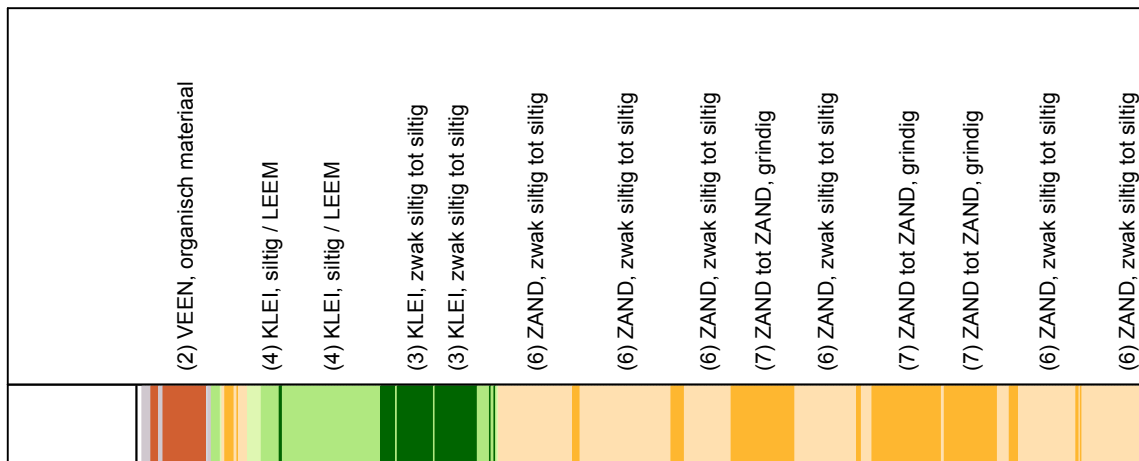 (2) VEEN, organisch materiaal
(4) KLEI, siltig / LEEM
(4) KLEI, siltig / LEEM
(3) KLEI, zwak siltig tot siltig
(3) KLEI, zwak siltig tot siltig
(6) ZAND, zwak siltig tot siltig
(6) ZAND, zwak siltig tot siltig
(6) ZAND, zwak siltig tot siltig
(7) ZAND tot ZAND, grindig
(6) ZAND, zwak siltig tot siltig
(7) ZAND tot ZAND, grindig
(7) ZAND tot ZAND, grindig
(6) ZAND, zwak siltig tot siltig
(6) ZAND, zwak siltig tot siltig